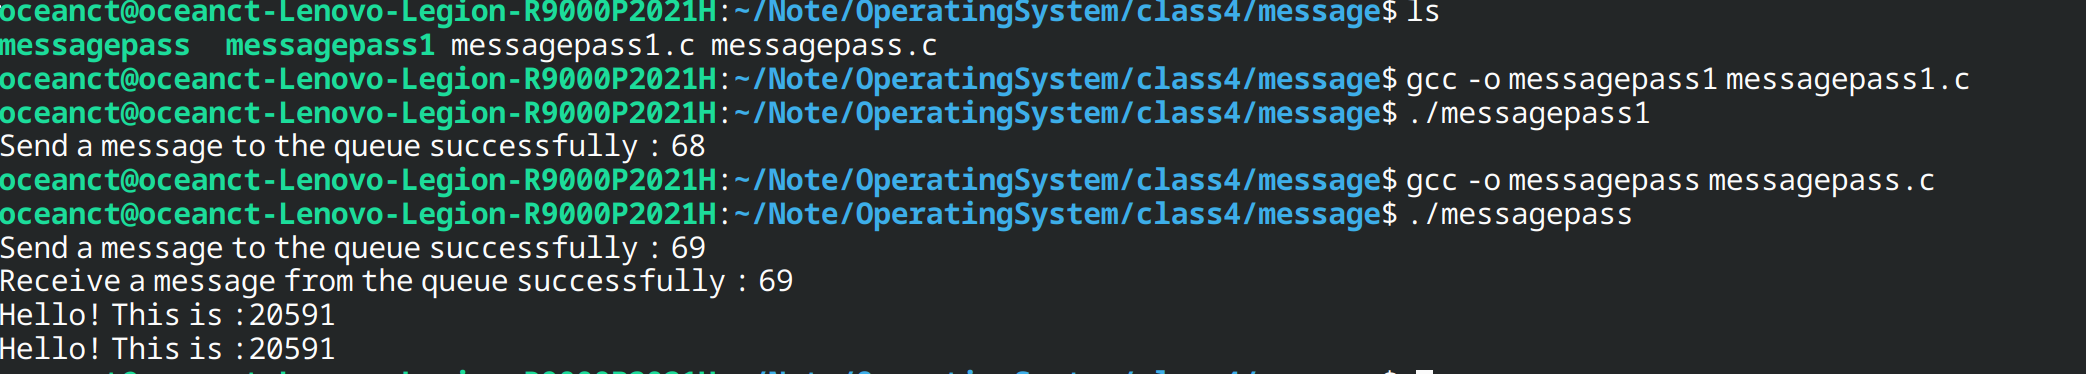 oceanct@oceanct-Lenovo-Legion-R9000P2021H:~/Note/OperatingSystem/class4/message$ ls
messagepass  messagepass1 messagepass1.c messagepass.c
oceanct@oceanct-Lenovo-Legion-R9000P2021H:~/Note/OperatingSystem/class4/message$ gcc -o messagepass1 messagepass1.c
oceanct@oceanct-Lenovo-Legion-R9000P2021H:~/Note/OperatingSystem/class4/message$ ./messagepass1
Send a message to the queue successfully : 68
oceanct@oceanct-Lenovo-Legion-R9000P2021H:~/Note/OperatingSystem/class4/message$ gcc -o messagepass messagepass.c
oceanct@oceanct-Lenovo-Legion-R9000P2021H:~/Note/OperatingSystem/class4/message$ ./messagepass
Send a message to the queue successfully : 69
Receive a message from the queue successfully : 69
Hello! This is :20591
Hello! This is :20591